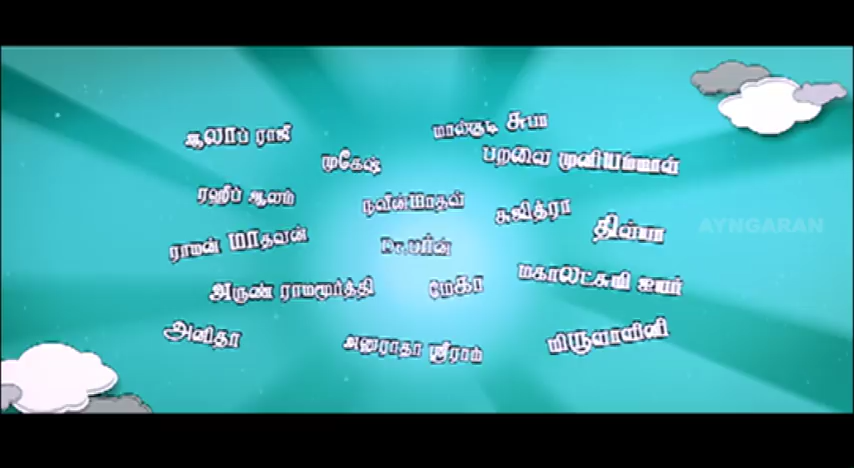 ஆலாப் ராஜ்
மால்குடி சுபா
முகேஷ்
பறவை முனியம்மாள்
ரஹீப் ஆலம்
நவீன்மாதவ்
சுஜித்ரா
திவ்யா
AYNGARAN
ராமன் மாதவன்
மகாலட்சுமி ஐயர்
அருண் ராமமூர்த்தி
மேகா
அனிதா
அனுராதா ஸ்ரீராம்